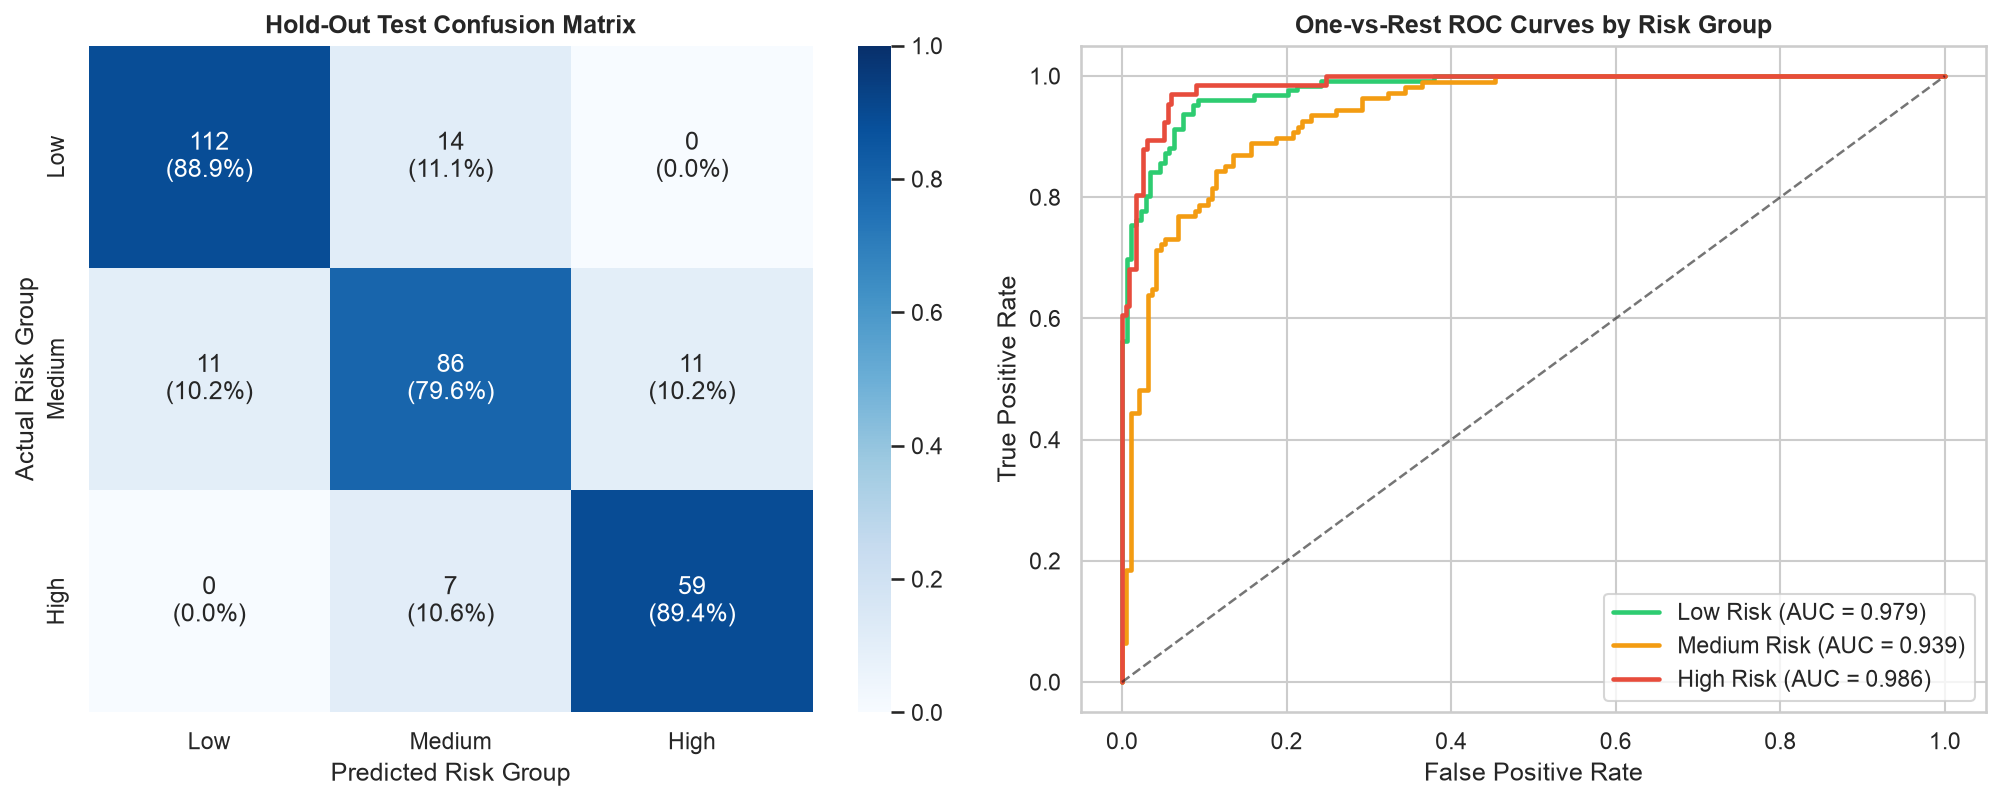 Hold-Out Test Confusion Matrix
Actual Risk Group
Low
112
(88.9%)
14
(11.1%)
0
(0.0%)
Medium
11
(10.2%)
86
(79.6%)
11
(10.2%)
High
0
(0.0%)
7
(10.6%)
59
(89.4%)
Low
Medium
High
Predicted Risk Group
1.0
0.8
0.6
0.4
0.2
0.0
One-vs-Rest ROC Curves by Risk Group
True Positive Rate
1.0
0.8
0.6
0.4
0.2
0.0
Low Risk (AUC = 0.979)
Medium Risk (AUC = 0.939)
High Risk (AUC = 0.986)
0.0
0.2
0.4
0.6
0.8
1.0
False Positive Rate